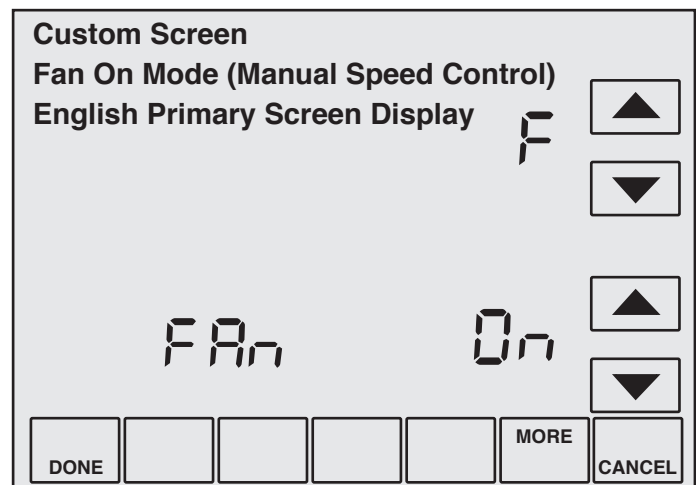 Custom Screen
Fan On Mode (Manual Speed Control)
English Primary Screen Display
F
FAn On
MORE
DONE CANCEL